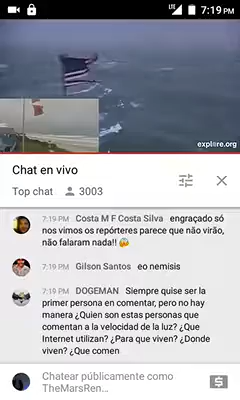 LTE 7:19 PM
explore.org
Chat en vivo
Top chat 3003
7:19 PM Costa M F Costa Silva engraçado só
nos vimos os repórteres parece que não virão,
não falaram nada!! 😱
7:19 PM Gilson Santos eo nemisis
7:19 PM DOGEMAN Siempre quise ser la
primer persona en comentar, pero no hay
manera ¿Quien son estas personas que
comentan a la velocidad de la luz? ¿Que
Internet utilizan? ¿Para que viven? ¿Donde
viven? ¿Que comen
Chatear públicamente como
TheMarsRen...